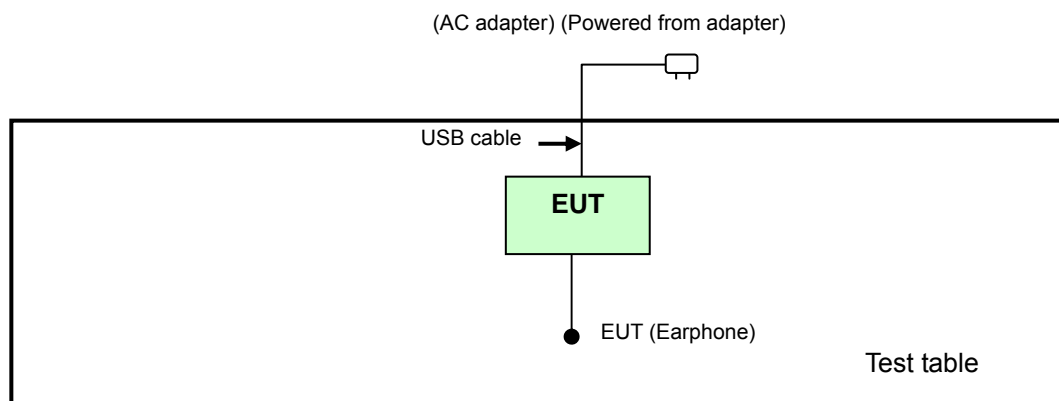 (AC adapter) (Powered from adapter)
USB cable
EUT
EUT (Earphone)
Test table